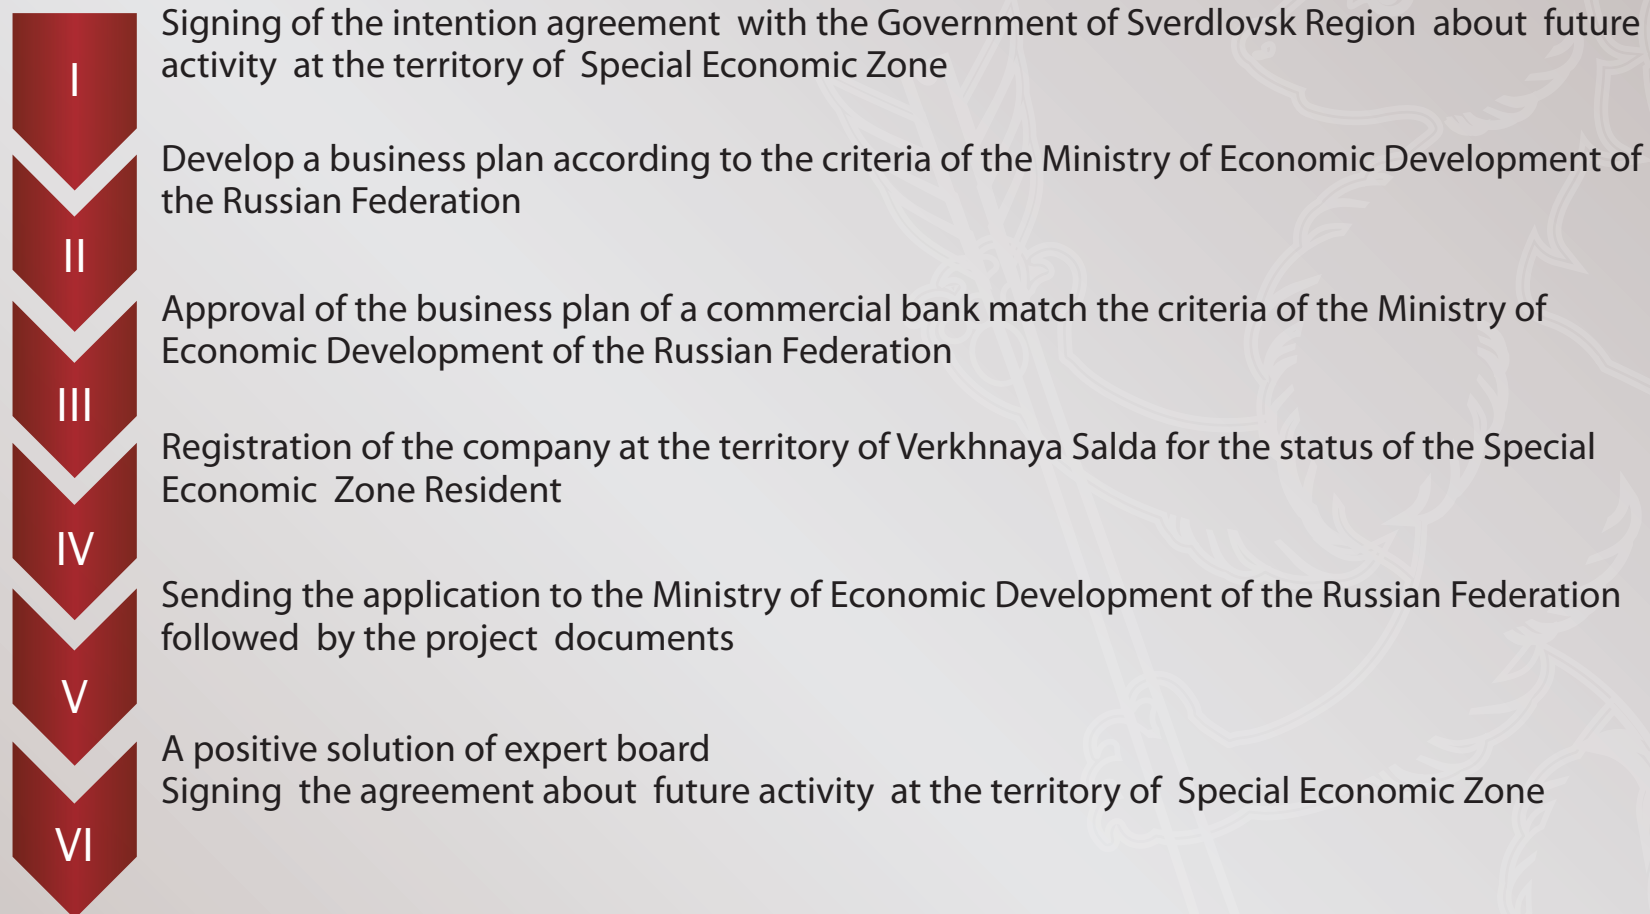 I
Signing of the intention agreement with the Government of Sverdlovsk Region about future
activity at the territory of Special Economic Zone
II
Develop a business plan according to the criteria of the Ministry of Economic Development of
the Russian Federation
III
Approval of the business plan of a commercial bank match the criteria of the Ministry of
Economic Development of the Russian Federation
IV
Registration of the company at the territory of Verkhnaya Salda for the status of the Special
Economic Zone Resident
V
Sending the application to the Ministry of Economic Development of the Russian Federation
followed by the project documents
VI
A positive solution of expert board
Signing the agreement about future activity at the territory of Special Economic Zone